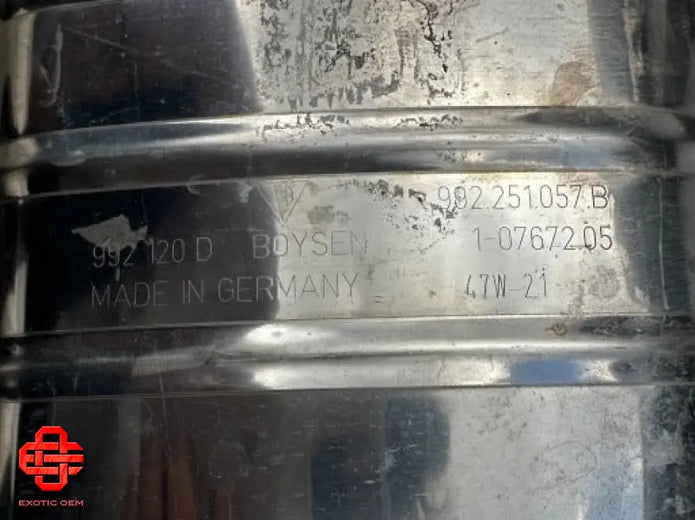 992.251.057.B
992 120 D BOYSEN 1-07672.05
MADE IN GERMANY 47W-21
EXOTIC OEM